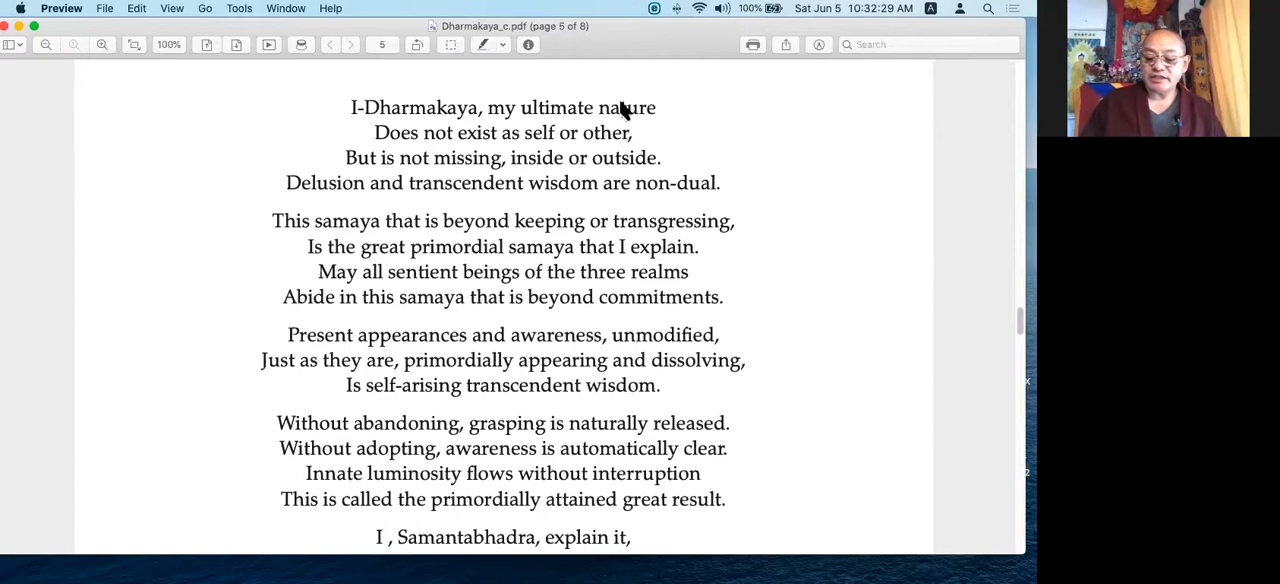 Preview File Edit View Go Tools Window Help 100% Sat Jun 5 10:32:29 AM A
Dharmakaya_c.pdf (page 5 of 8)
100% 5 Search
I-Dharmakaya, my ultimate nature
Does not exist as self or other,
But is not missing, inside or outside.
Delusion and transcendent wisdom are non-dual.
This samaya that is beyond keeping or transgressing,
Is the great primordial samaya that I explain.
May all sentient beings of the three realms
Abide in this samaya that is beyond commitments.
Present appearances and awareness, unmodified,
Just as they are, primordially appearing and dissolving,
Is self-arising transcendent wisdom.
Without abandoning, grasping is naturally released.
Without adopting, awareness is automatically clear.
Innate luminosity flows without interruption
This is called the primordially attained great result.
I , Samantabhadra, explain it,